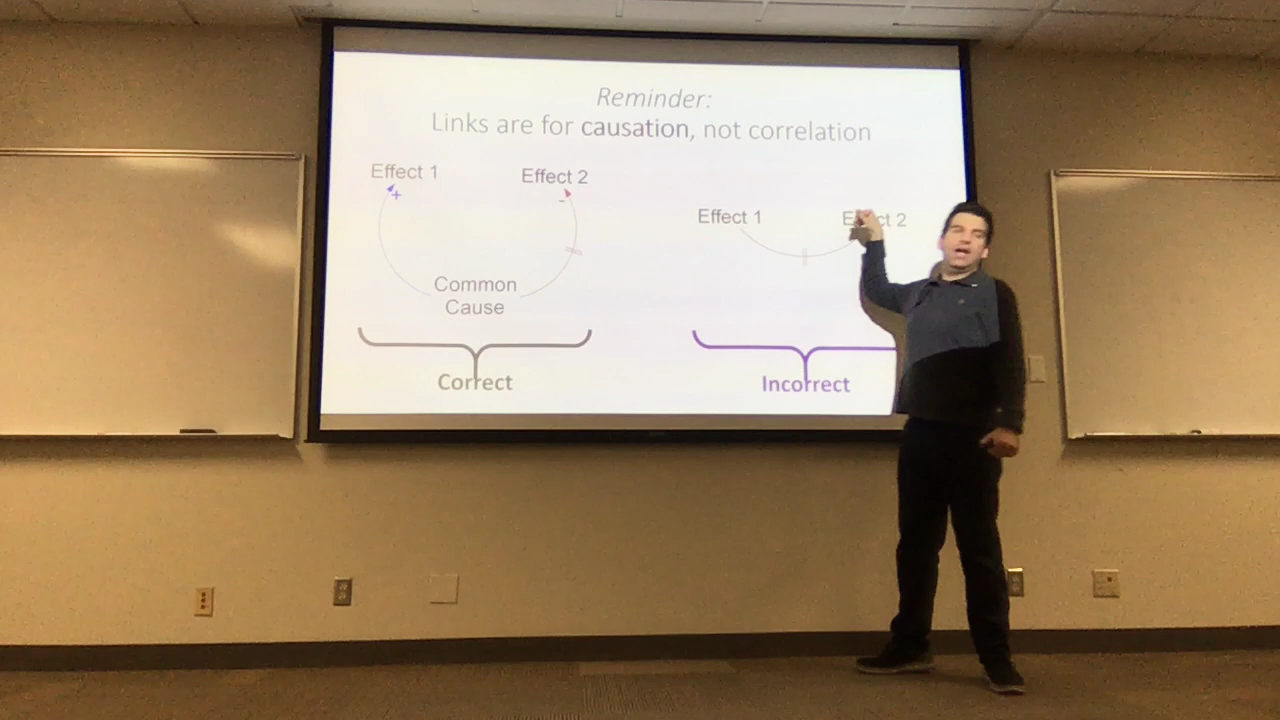 Reminder:
Links are for causation, not correlation
Effect 1
Effect 2
+
-
Common
Cause
Correct
Effect 1
Effect 2
Incorrect